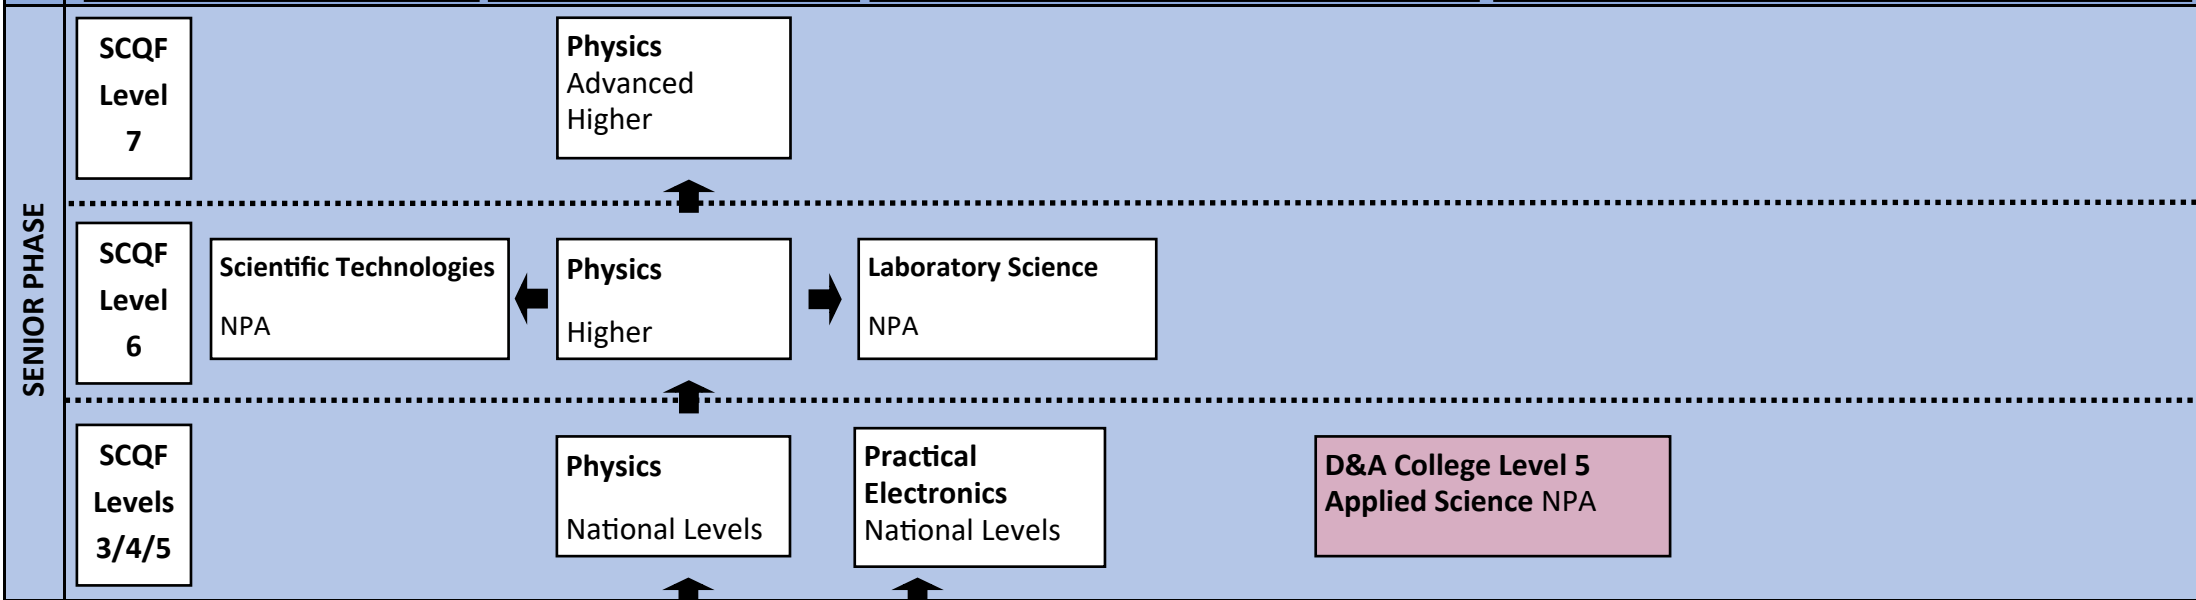 SENIOR PHASE
SCQF
Level
7
Physics
Advanced
Higher
SCQF
Level
6
Scientific Technologies
NPA
Physics
Higher
Laboratory Science
NPA
SCQF
Levels
3/4/5
Physics
National Levels
Practical
Electronics
National Levels
D&A College Level 5
Applied Science NPA